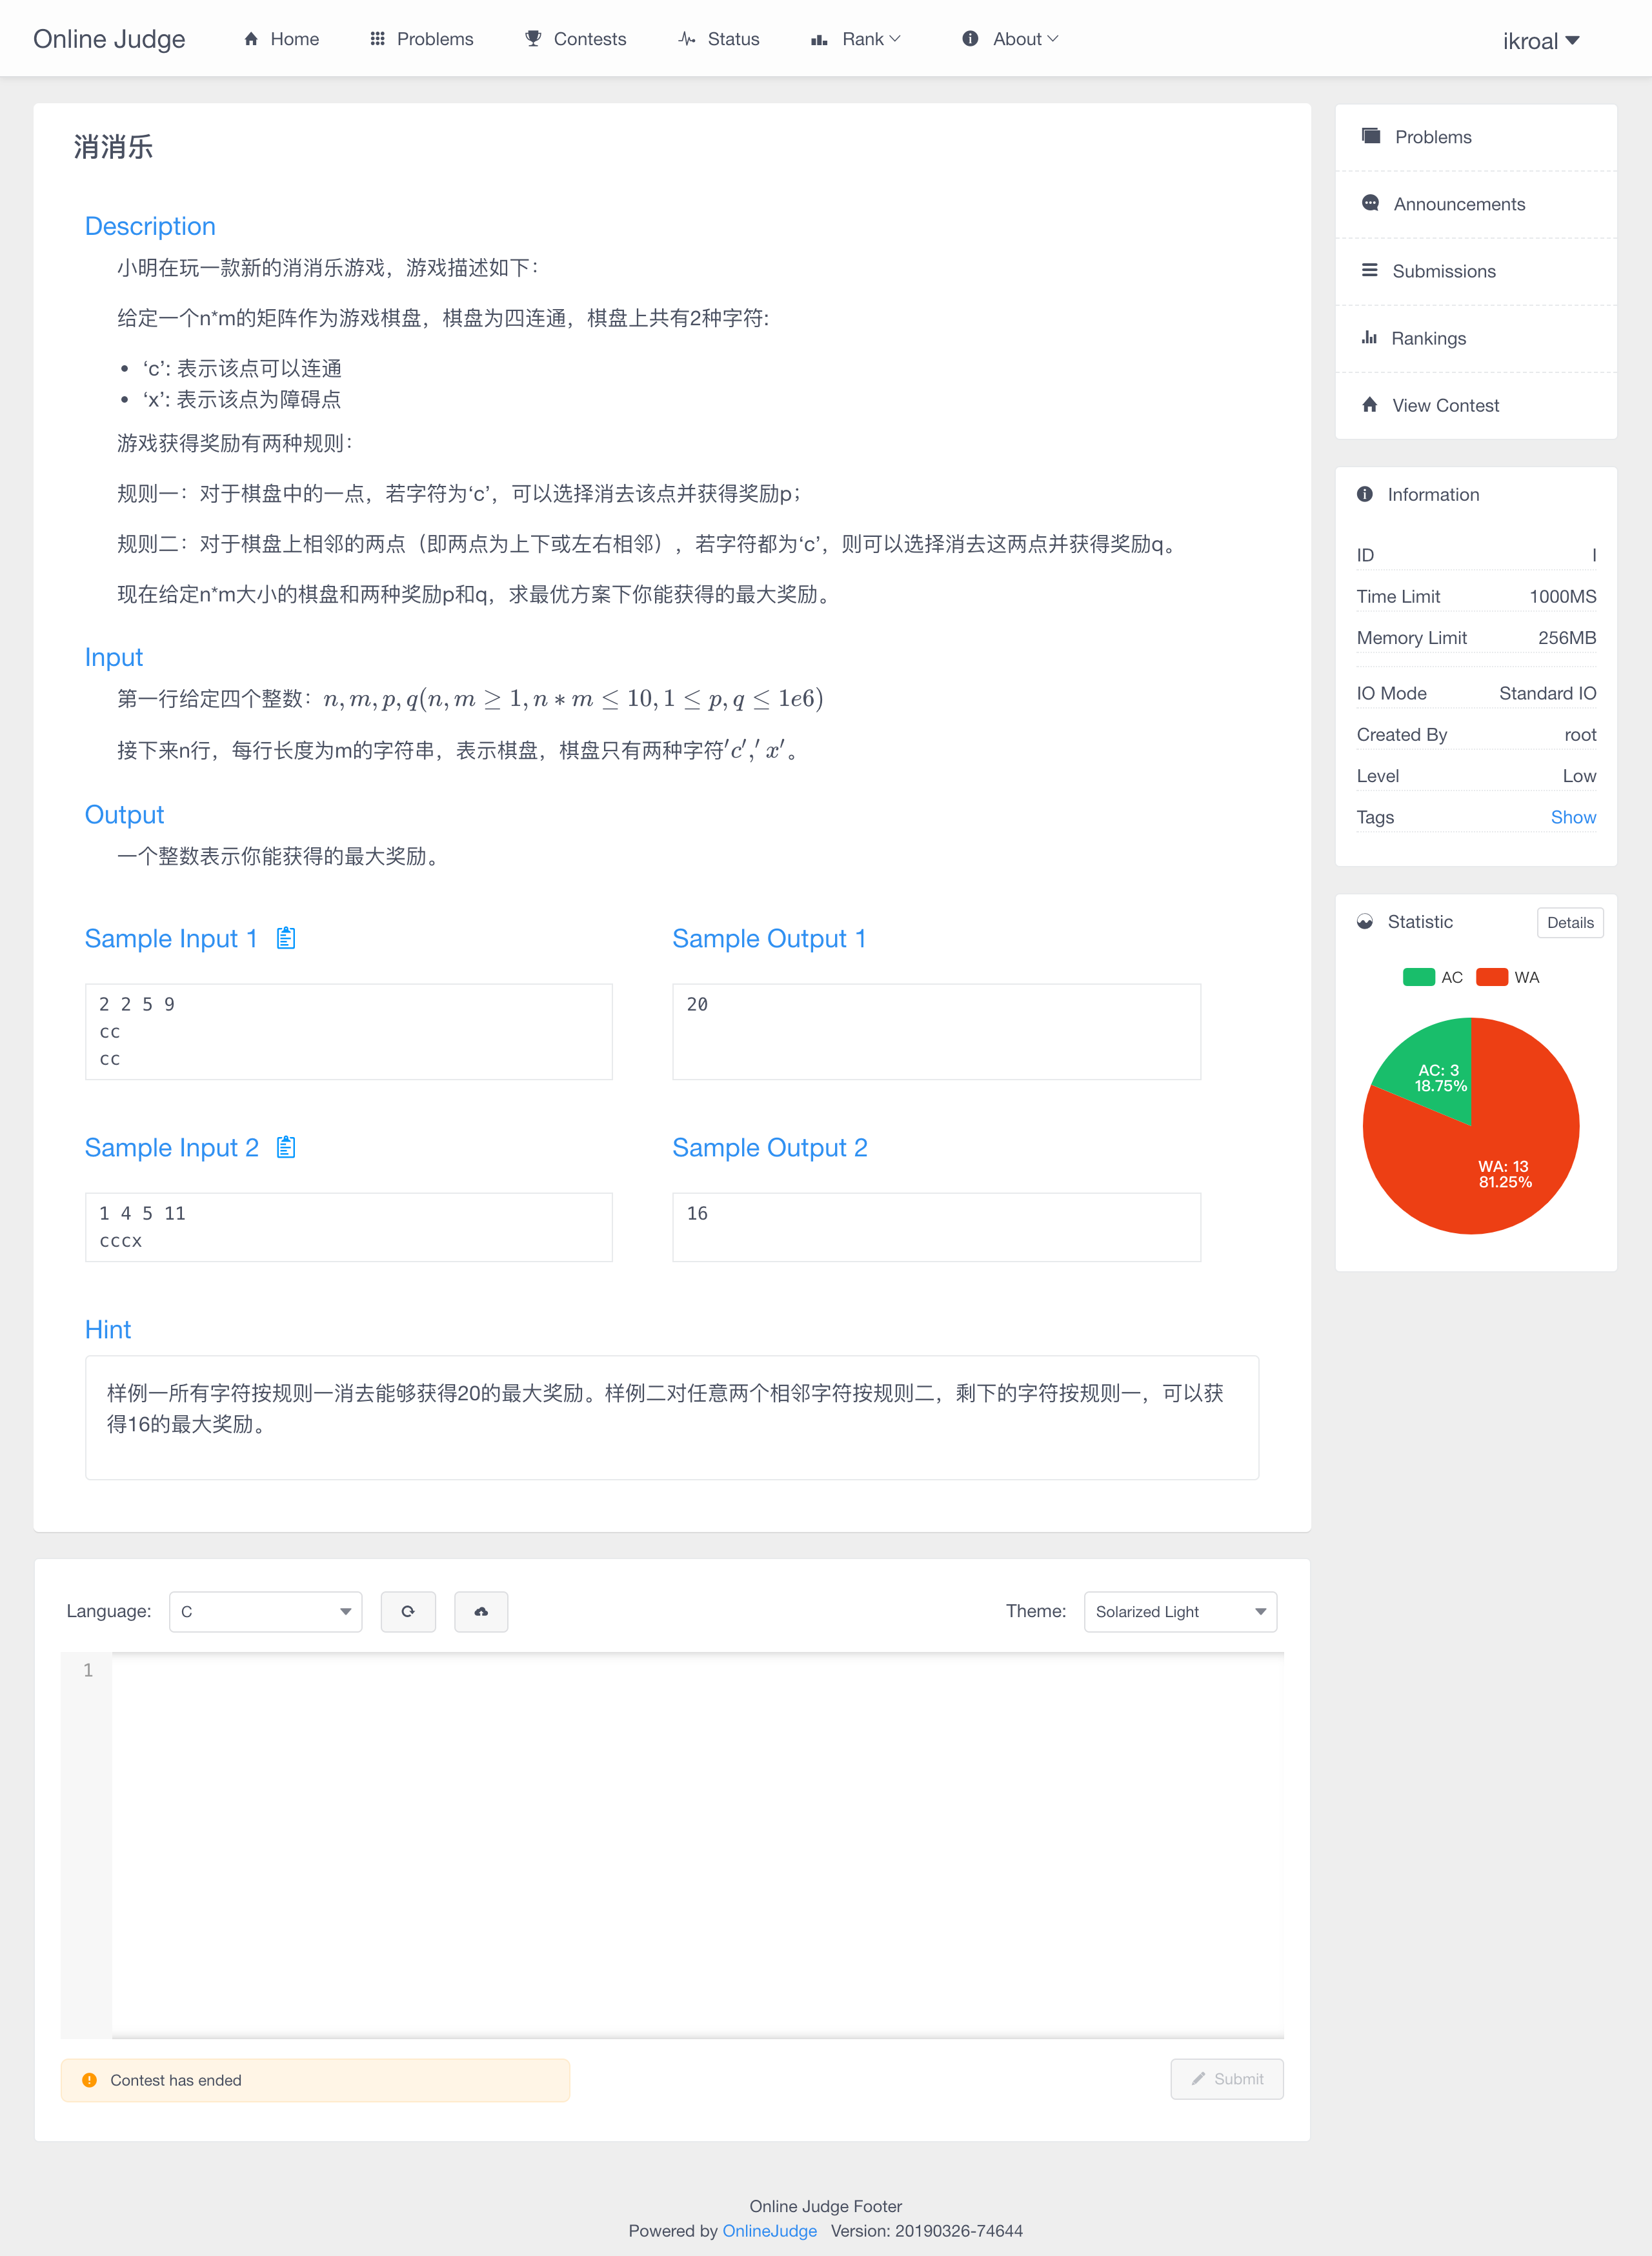 Online Judge
Home
Problems
Contests
Status
Rank
About
ikroal
消消乐
Description
小明在玩一款新的消消乐游戏，游戏描述如下：
给定一个n*m的矩阵作为游戏棋盘，棋盘为四连通，棋盘上共有2种字符:
• ‘c’: 表示该点可以连通
• ‘x’: 表示该点为障碍点
游戏获得奖励有两种规则：
规则一：对于棋盘中的一点，若字符为‘c’，可以选择消去该点并获得奖励p；
规则二：对于棋盘上相邻的两点（即两点为上下或左右相邻），若字符都为‘c’，则可以选择消去这两点并获得奖励q。
现在给定n*m大小的棋盘和两种奖励p和q，求最优方案下你能获得的最大奖励。
Input
第一行给定四个整数：n, m, p, q(n, m ≥ 1, n ∗ m ≤ 10, 1 ≤ p, q ≤ 1e6)
接下来n行，每行长度为m的字符串，表示棋盘，棋盘只有两种字符′c′,′ x′。
Output
一个整数表示你能获得的最大奖励。
Sample Input 1
2 2 5 9
cc
cc
Sample Output 1
20
Sample Input 2
1 4 5 11
cccx
Sample Output 2
16
Hint
样例一所有字符按规则一消去能够获得20的最大奖励。样例二对任意两个相邻字符按规则二，剩下的字符按规则一，可以获
得16的最大奖励。
Language:
C
Theme:
Solarized Light
1
Contest has ended
Submit
Problems
Announcements
Submissions
Rankings
View Contest
Information
ID I
Time Limit 1000MS
Memory Limit 256MB
IO Mode Standard IO
Created By root
Level Low
Tags Show
Statistic
Details
AC WA
AC: 3
18.75%
WA: 13
81.25%
Online Judge Footer
Powered by OnlineJudge Version: 20190326-74644